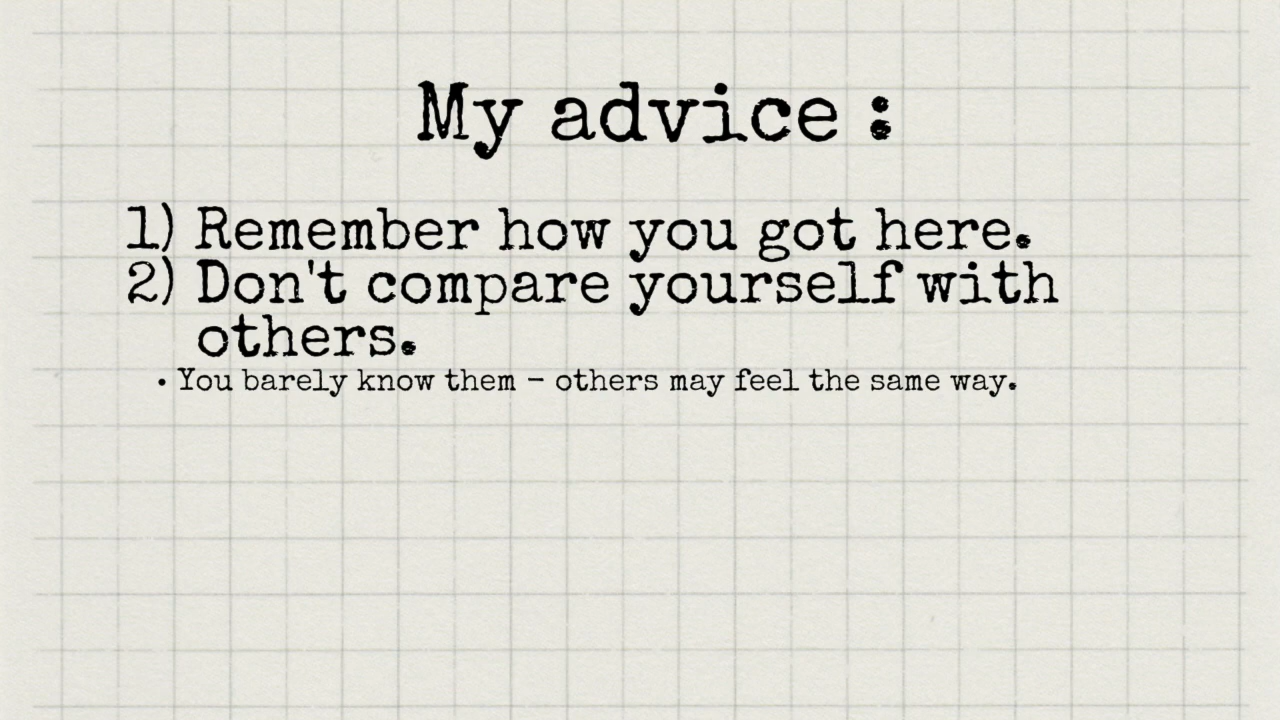 My advice :
1) Remember how you got here.
2) Don't compare yourself with
others.
• You barely know them – others may feel the same way.